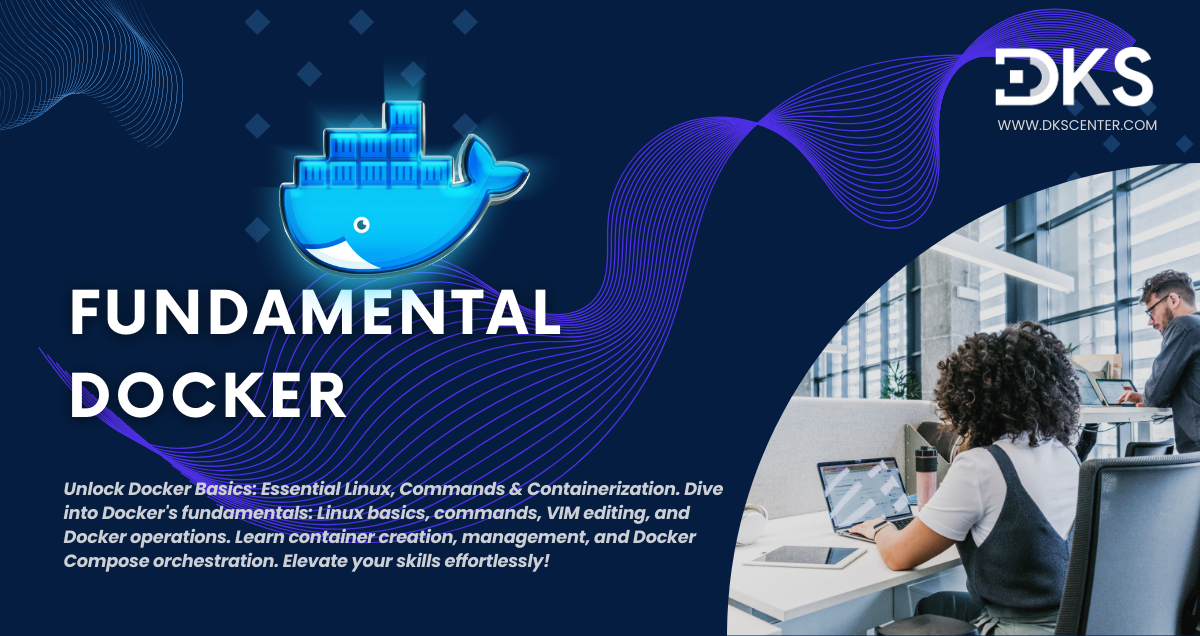 DKS
WWW.DKSCENTER.COM
FUNDAMENTAL
DOCKER
Unlock Docker Basics: Essential Linux, Commands & Containerization. Dive
into Docker's fundamentals: Linux basics, commands, VIM editing, and
Docker operations. Learn container creation, management, and Docker
Compose orchestration. Elevate your skills effortlessly!